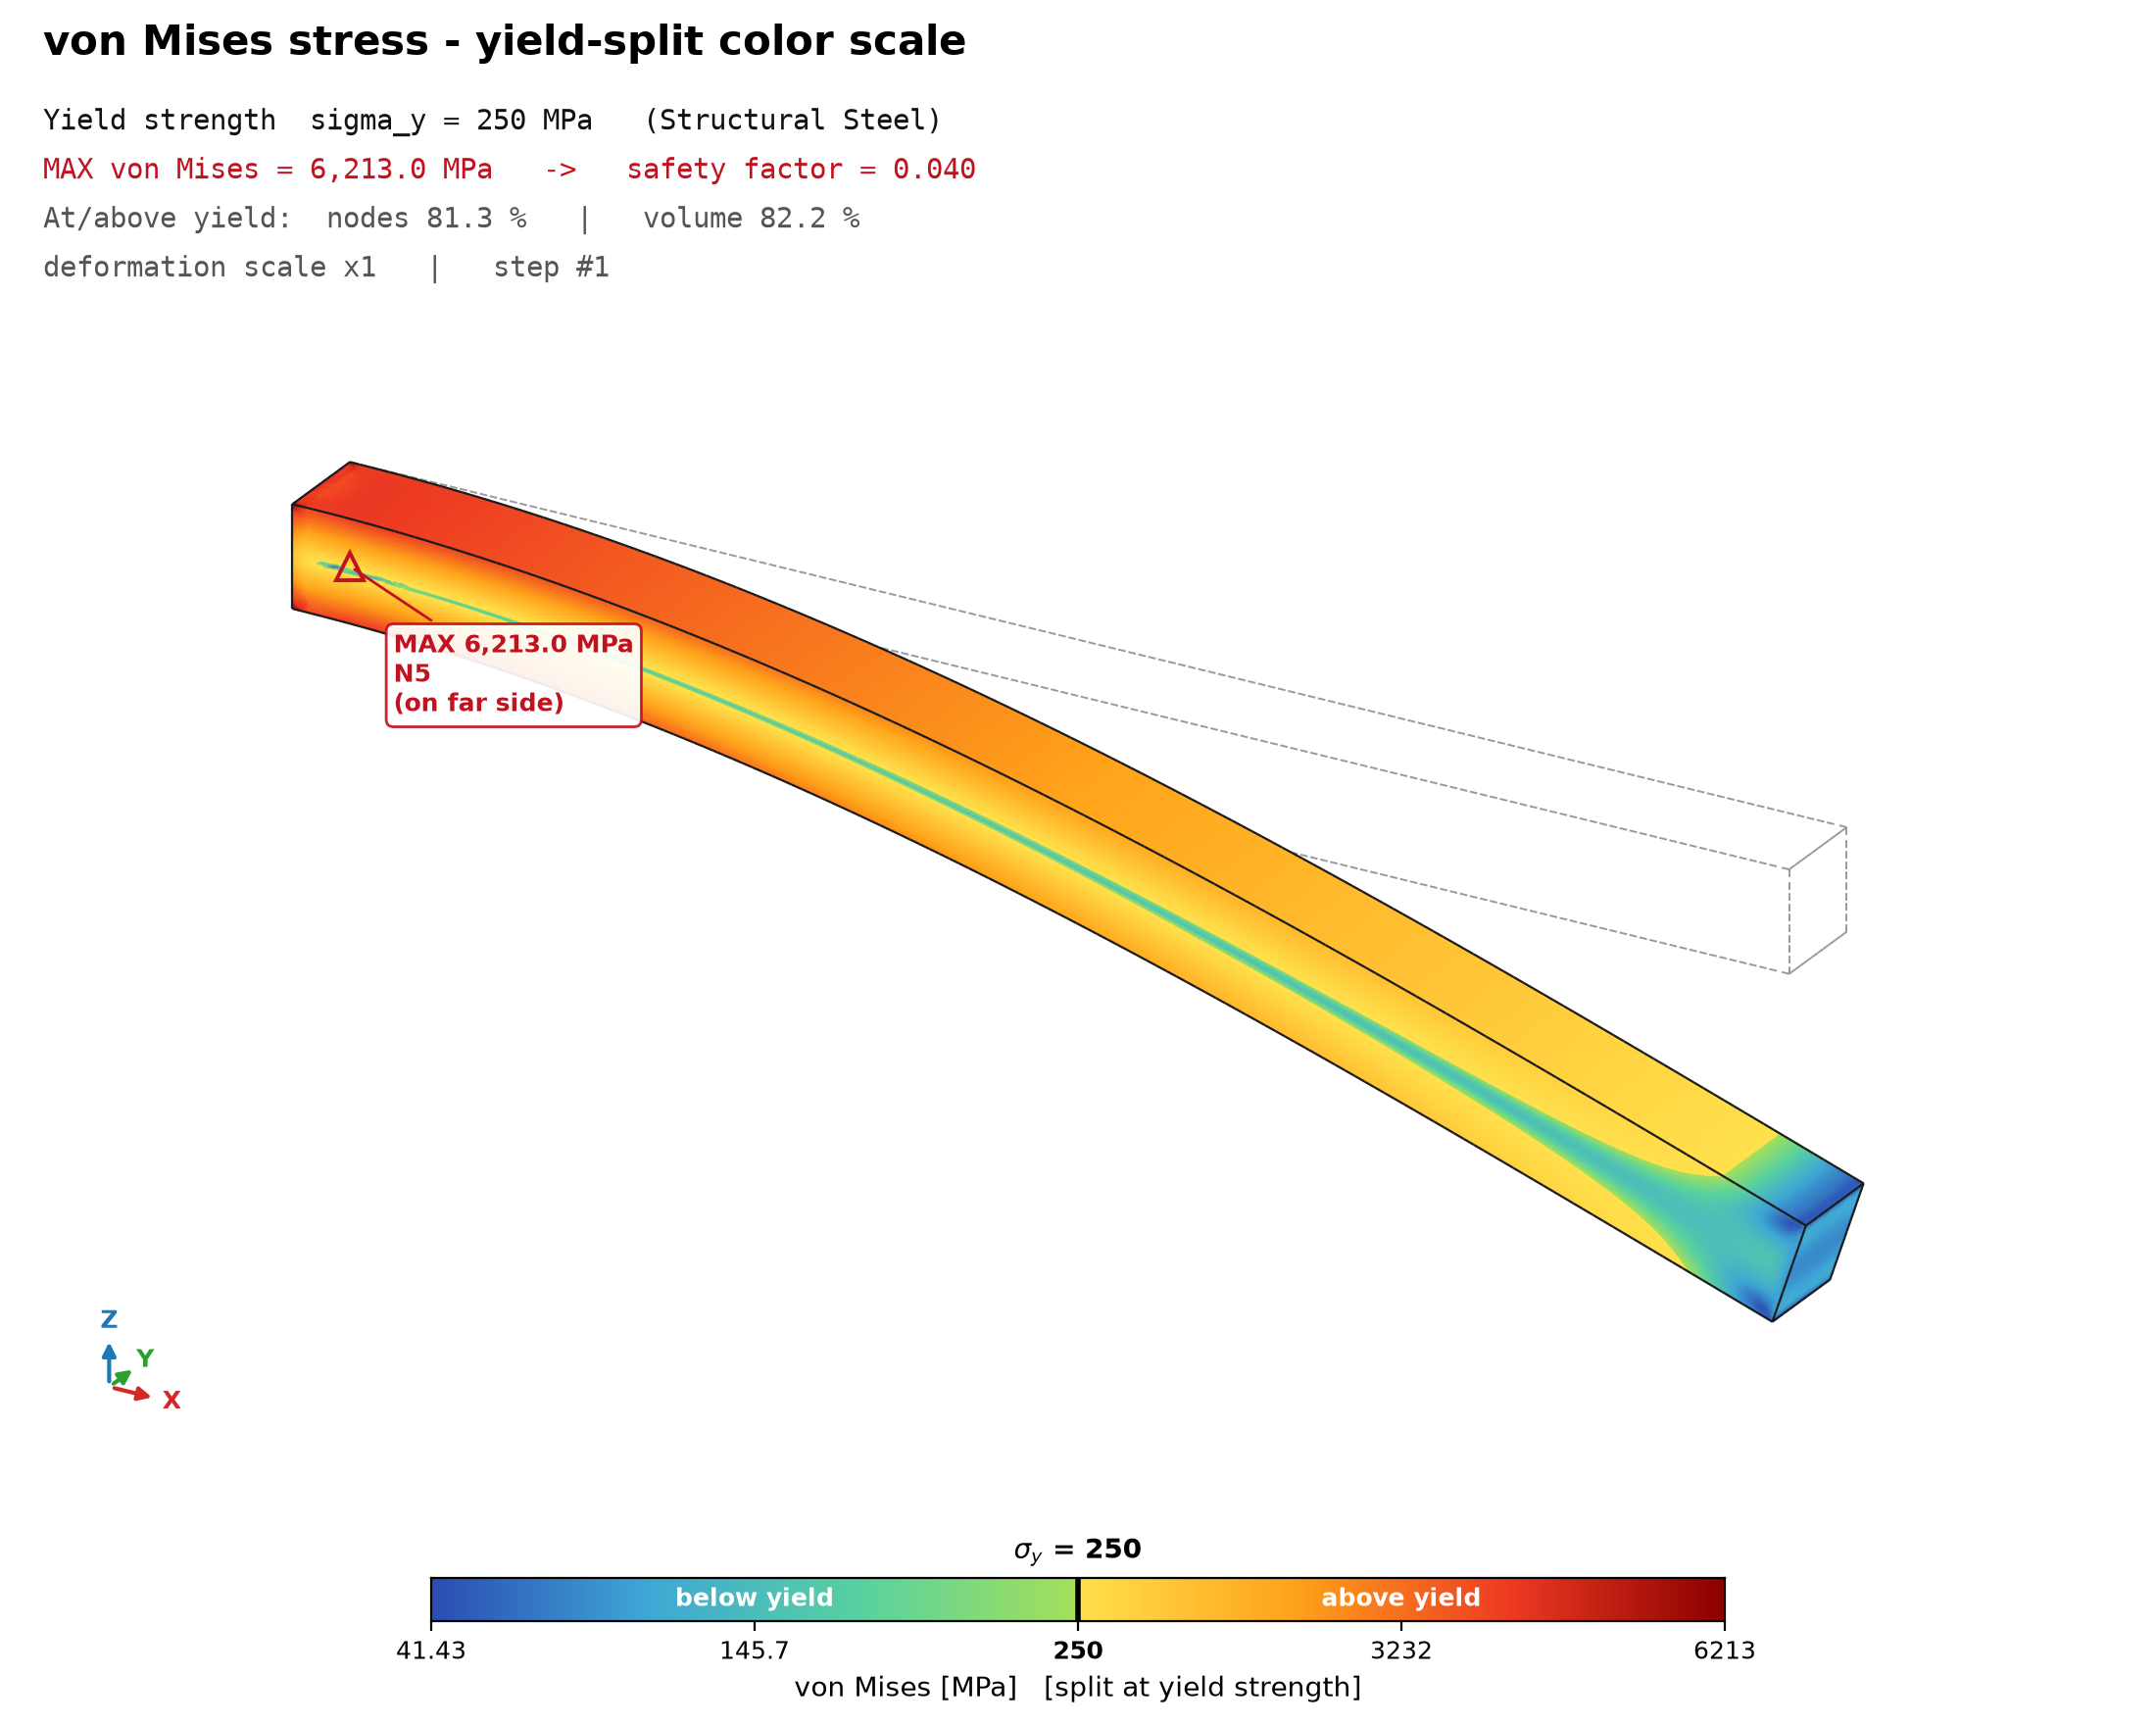 von Mises stress - yield-split color scale
Yield strength  sigma_y = 250 MPa   (Structural Steel)
MAX von Mises = 6,213.0 MPa   ->   safety factor = 0.040
At/above yield:  nodes 81.3 %   |   volume 82.2 %
deformation scale x1   |   step #1
MAX 6,213.0 MPa
N5
(on far side)
Z
Y
X
σy = 250
below yield
above yield
41.43
145.7
250
3232
6213
von Mises [MPa]   [split at yield strength]